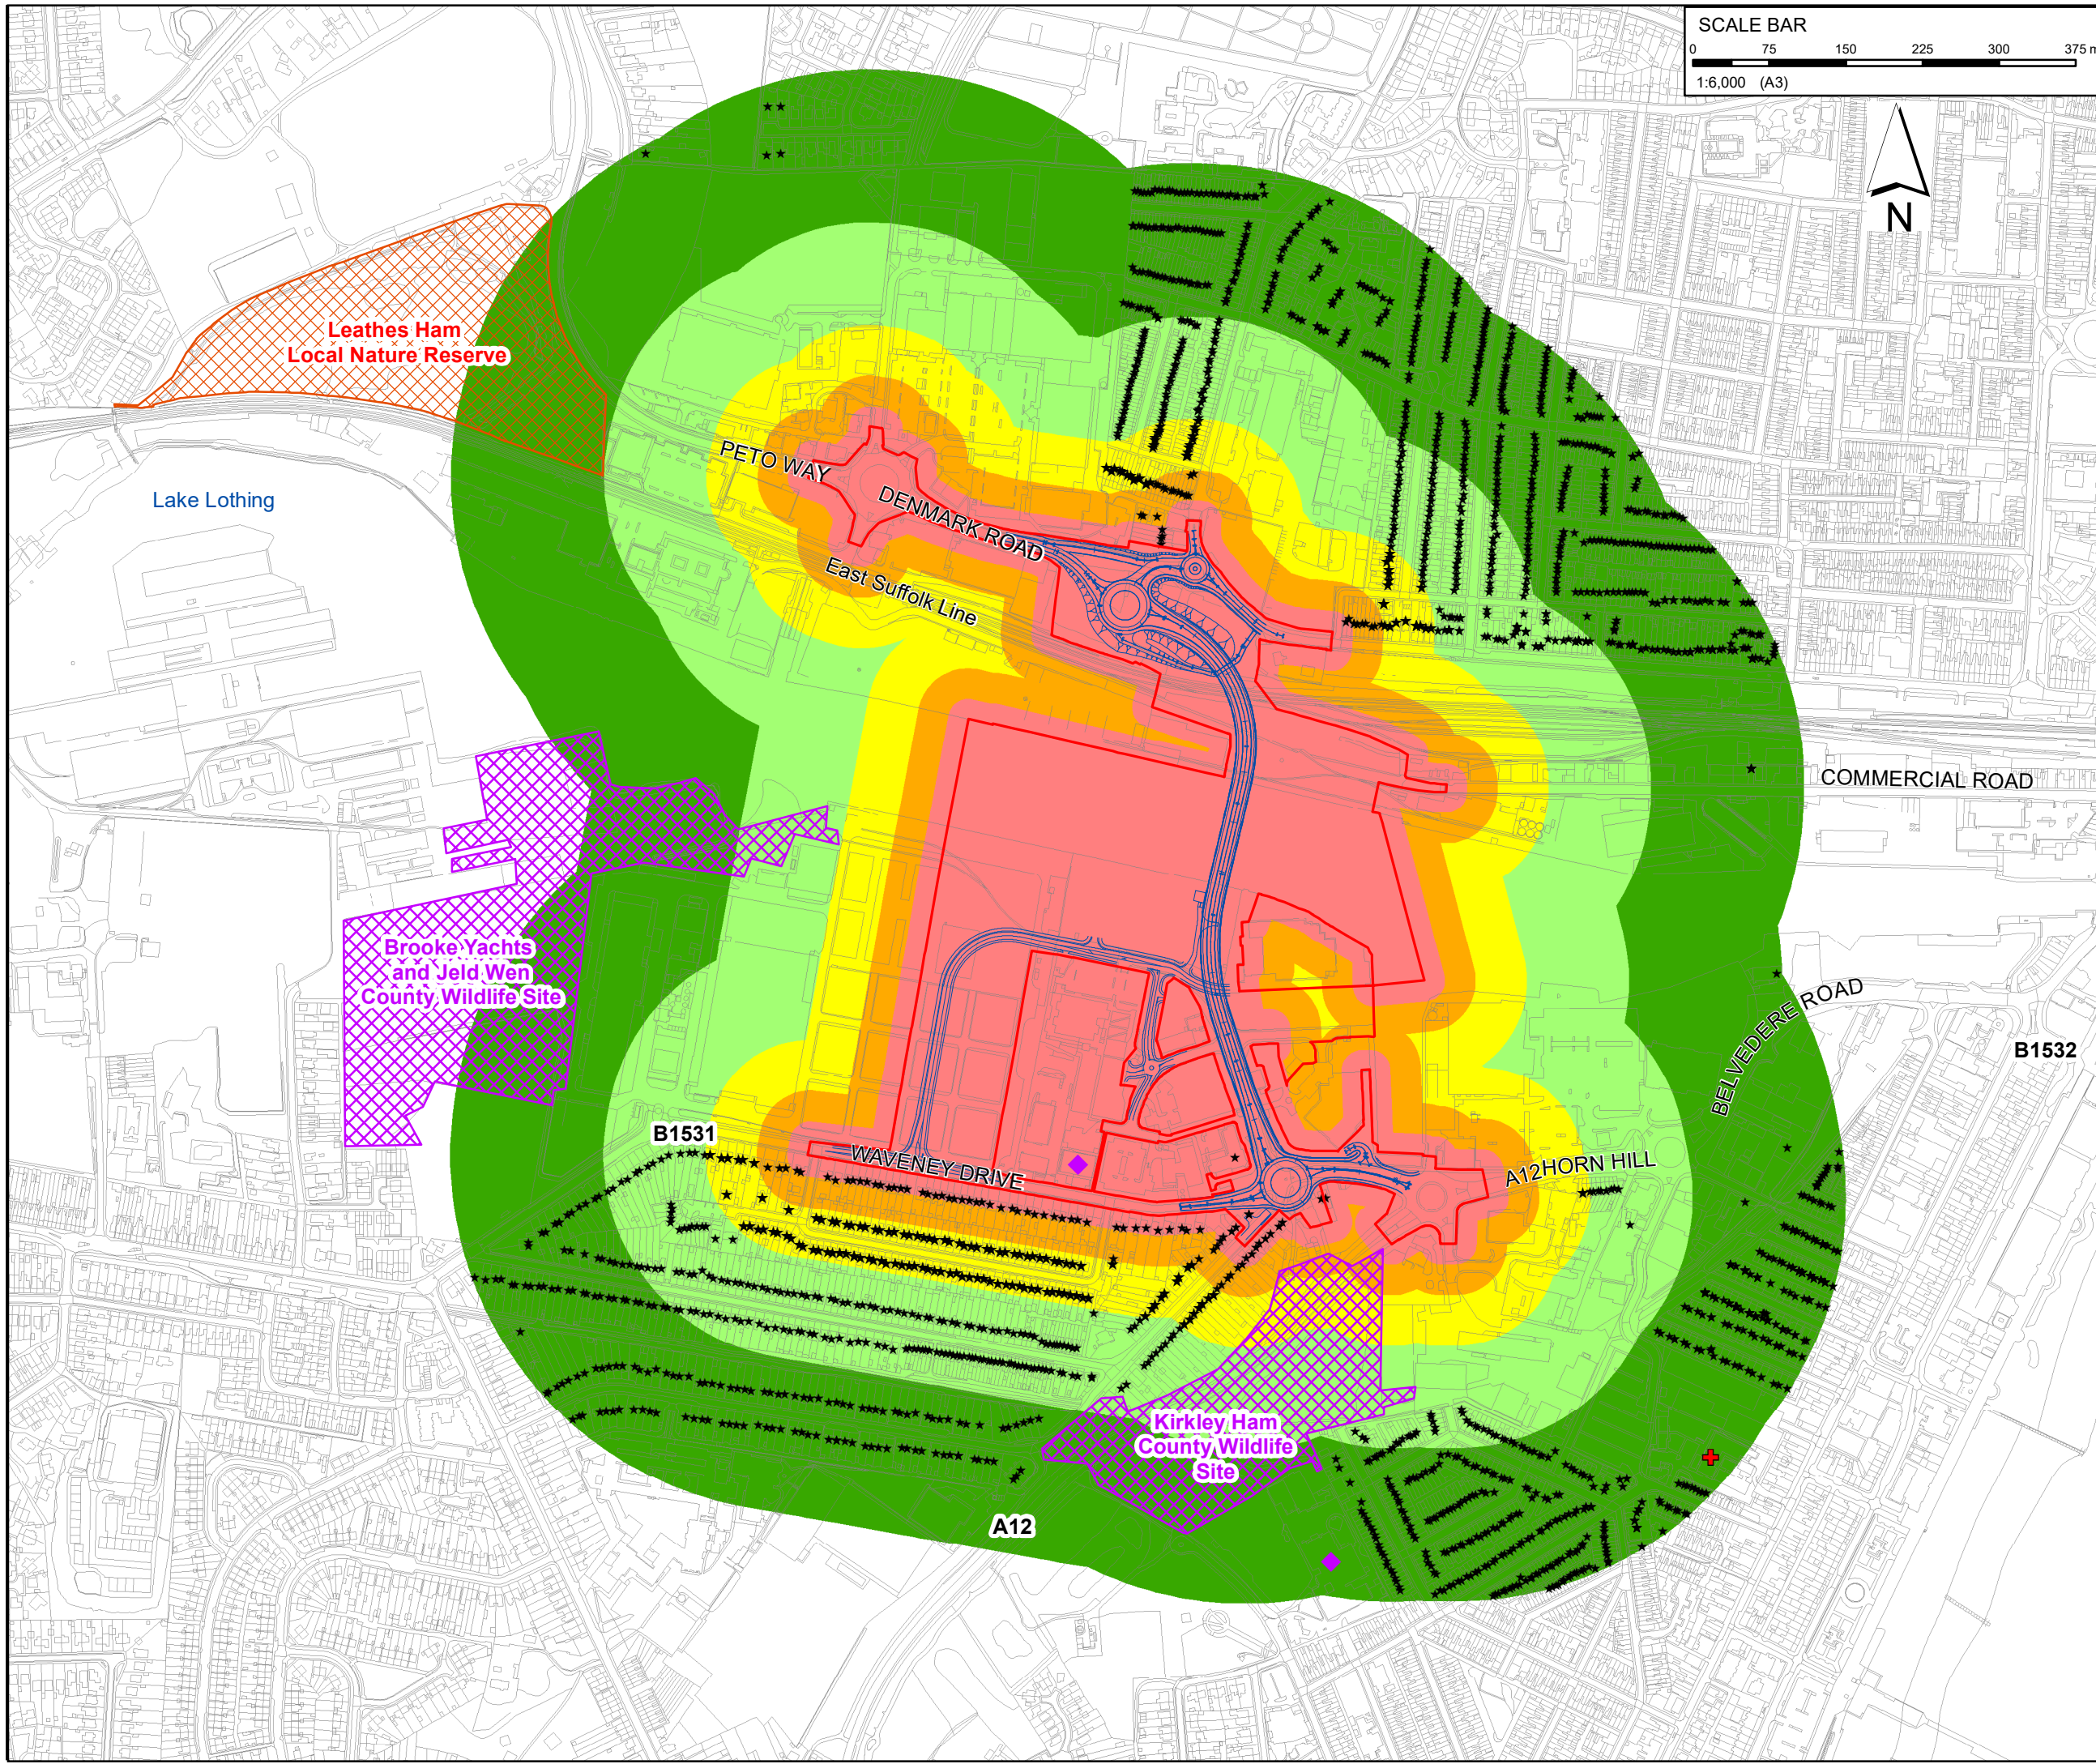 SCALE BAR
0 75 150 225 300 375 m
1:6,000 (A3)
N
Leathes Ham
Local Nature Reserve
PETO WAY
DENMARK ROAD
Lake Lothing
East Suffolk Line
COMMERCIAL ROAD
Brooke Yachts
and Jeld Wen
County Wildlife Site
BELVEDERE ROAD
B1532
B1531
WAVENEY DRIVE
A12HORN HILL
Kirkley Ham
County Wildlife
Site
A12